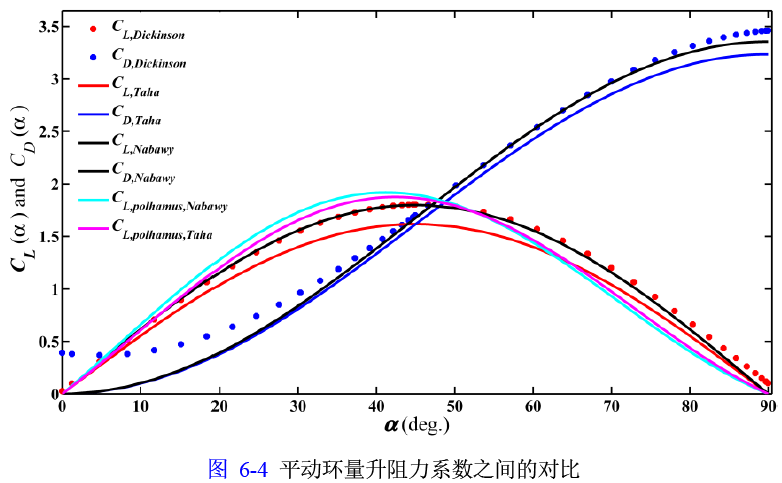 3.5
3
2.5
2
1.5
1
0.5
0
C_L(α) and C_D(α)
C_L,Dickinson
C_D,Dickinson
C_L,Taha
C_D,Taha
C_L,Nabawy
C_D,Nabawy
C_L,polhamus,Nabawy
C_L,polhamus,Taha
0 10 20 30 40 50 60 70 80 90
α(deg.)
图 6-4 平动环量升阻力系数之间的对比